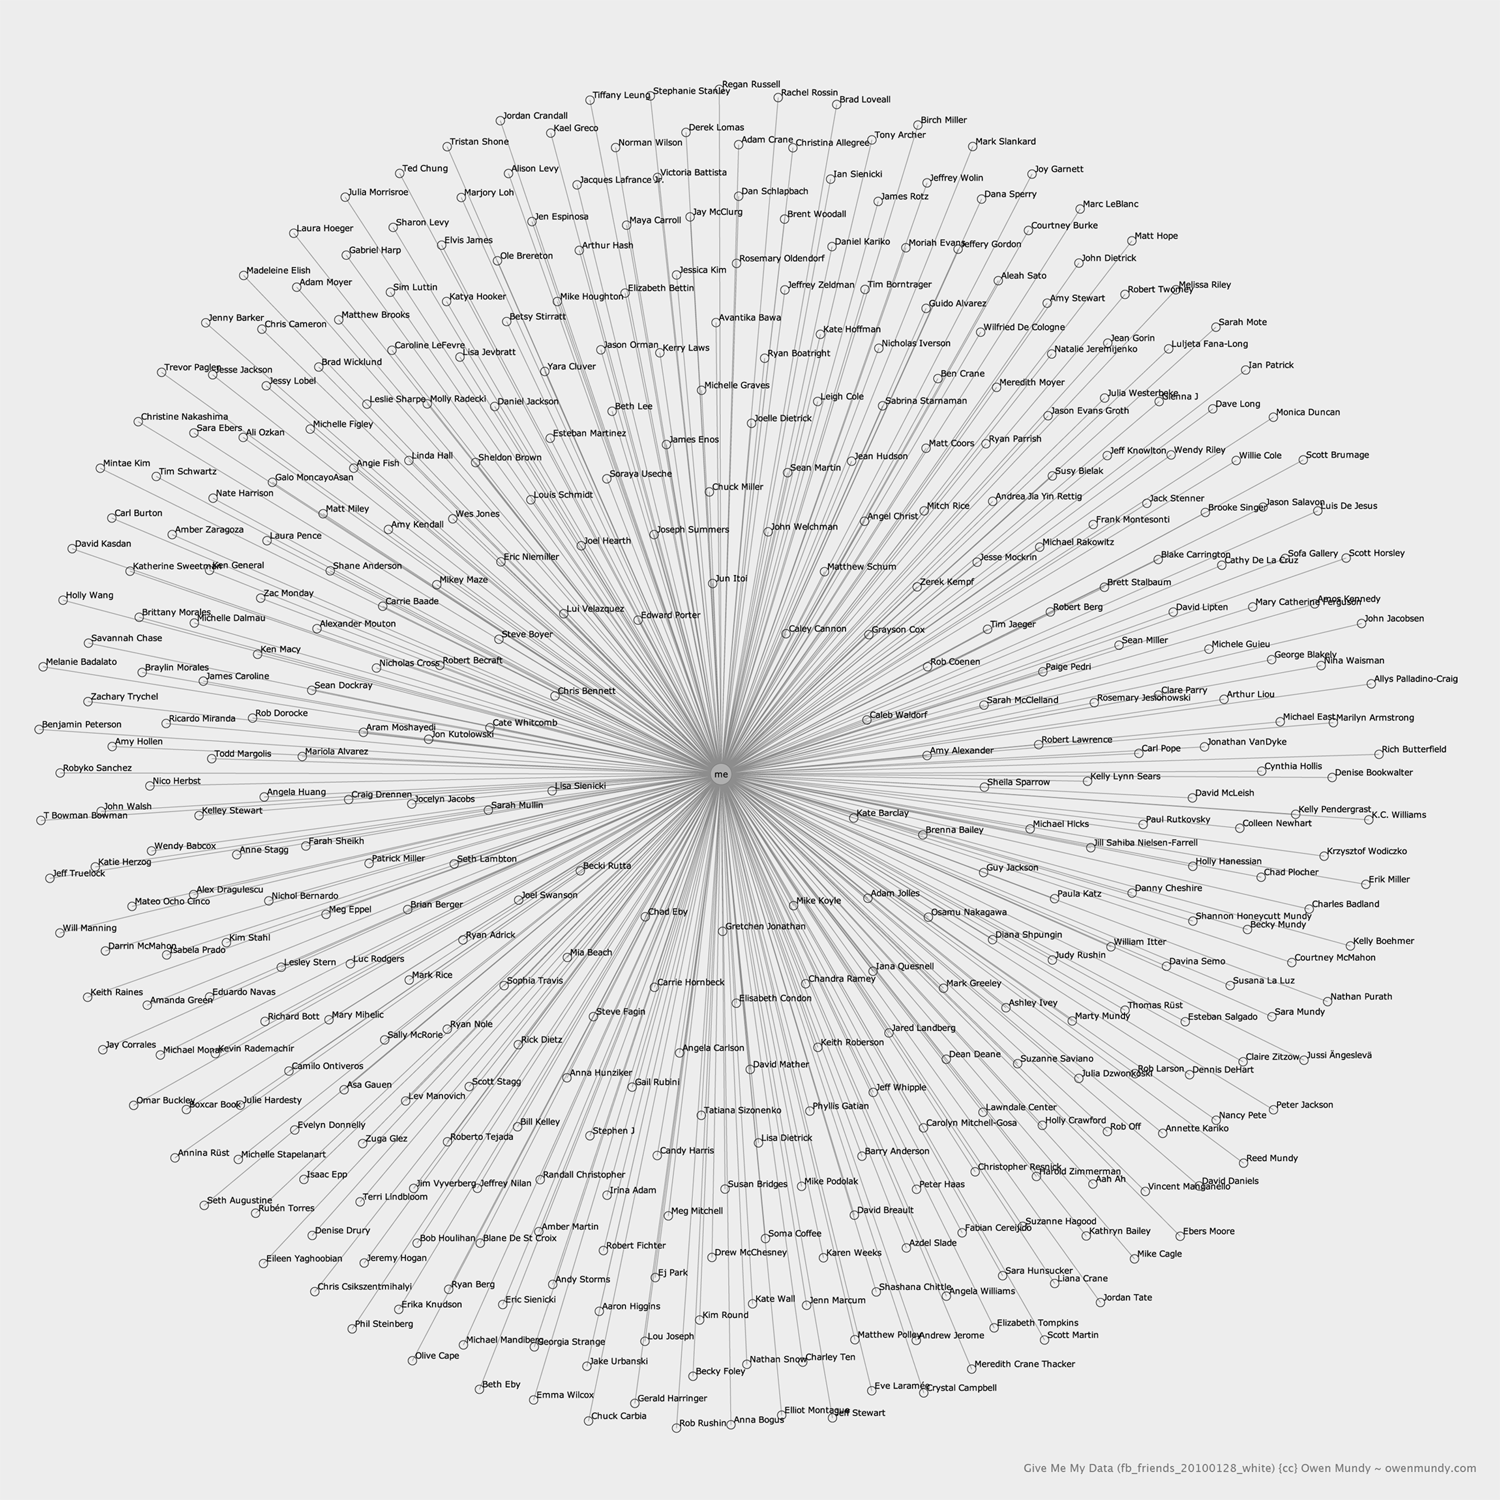 Regan Russell
Stephanie Stanley
Tiffany Leung
Rachel Rossin
Brad Loveall
Jordan Crandall
Kael Greco
Derek Lomas
Birch Miller
Tristan Shone
Norman Wilson
Adam Crane
Christina Allegree
Tony Archer
Mark Slankard
Ted Chung
Alison Levy
Jacques Lafrance Jr.
Victoria Battista
Ian Sienicki
Jeffrey Wolin
Joy Garnett
Julia Morrisroe
Marjory Loh
Dan Schlapbach
James Rotz
Dana Sperry
Marc LeBlanc
Laura Hoeger
Sharon Levy
Jen Espinosa
Maya Carroll
Jay McClurg
Brent Woodall
Courtney Burke
Matt Hope
Gabriel Harp
Elvis James
Ole Brereton
Arthur Hash
Daniel Kariko
Moriah Evans
Jeffery Gordon
John Dietrick
Madeleine Elish
Adam Moyer
Sim Luttin
Katya Hooker
Mike Houghton
Elizabeth Bettin
Jessica Kim
Rosemary Oldendorf
Jeffrey Zeldman
Tim Borntrager
Aleah Sato
Robert Twomey
Melissa Riley
Jenny Barker
Chris Cameron
Matthew Brooks
Betsy Stirratt
Avantika Bawa
Guido Alvarez
Amy Stewart
Sarah Mote
Caroline LeFevre
Lisa Jevbratt
Jason Orman
Kerry Laws
Ryan Boatright
Kate Hoffman
Nicholas Iverson
Wilfried De Cologne
Natalie Jeremijenko
Jean Gorin
Luljeta Fana-Long
Trevor Paglen
Jesse Jackson
Jessy Lobel
Brad Wicklund
Yara Cluver
Michelle Graves
Ben Crane
Meredith Moyer
Ian Patrick
Christine Nakashima
Sara Ebers
Ali Ozkan
Michelle Figley
Leslie Sharpe
Molly Radecki
Daniel Jackson
Beth Lee
Joelle Dietrick
Leigh Cole
Sabrina Starnaman
Jason Evans Groth
Julia Westerbeke
Glenna J
Dave Long
Monica Duncan
Mintae Kim
Tim Schwartz
Galo MoncayoAsan
Angie Fish
Linda Hall
Sheldon Brown
Esteban Martinez
James Enos
Sean Martin
Jean Hudson
Matt Coors
Ryan Parrish
Susy Bielak
Jeff Knowlton
Wendy Riley
Willie Cole
Scott Brumage
Carl Burton
Nate Harrison
Matt Miley
Amy Kendall
Wes Jones
Louis Schmidt
Soraya Useche
Chuck Miller
Mitch Rice
Andrea Jia Yin Rettig
Jack Stenner
Brooke Singer
Jason Salavon
Luis De Jesus
David Kasdan
Amber Zaragoza
Laura Pence
Eric Niemiller
Joel Hearth
Joseph Summers
John Welchman
Angel Christ
Michael Rakowitz
Frank Montesonti
Blake Carrington
Cathy De La Cruz
Sofa Gallery
Scott Horsley
Katherine Sweetman
Ken General
Shane Anderson
Mikey Maze
Jun Itoi
Matthew Schum
Zerek Kempf
Jesse Mockrin
Brett Stalbaum
Holly Wang
Brittany Morales
Michelle Dalmau
Zac Monday
Carrie Baade
Lui Velazquez
Edward Porter
Robert Berg
David Lipten
Mary Catherine Ferguson
Amos Kennedy
John Jacobsen
Savannah Chase
Ken Macy
Alexander Mouton
Steve Boyer
Caley Cannon
Grayson Cox
Tim Jaeger
Sean Miller
Michele Guieu
George Blakely
Nina Waisman
Melanie Badalato
Braylin Morales
James Caroline
Sean Dockray
Nicholas Cross
Robert Becraft
Chris Bennett
Rob Coenen
Paige Pedri
Clare Parry
Arthur Liou
Allys Palladino-Craig
Zachary Trychel
Ricardo Miranda
Rob Dorocke
Aram Moshayedi
Cate Whitcomb
Caleb Waldorf
Sarah McClelland
Rosemary Jesionowski
Michael East
Marilyn Armstrong
Benjamin Peterson
Amy Hollen
Todd Margolis
Mariola Alvarez
Jon Kutolowski
Amy Alexander
Robert Lawrence
Carl Pope
Jonathan VanDyke
Rich Butterfield
Robyko Sanchez
Nico Herbst
Angela Huang
Craig Drennen
Jocelyn Jacobs
Lisa Sienicki
me
Sheila Sparrow
Kelly Lynn Sears
Cynthia Hollis
Denise Bookwalter
T Bowman Bowman
John Walsh
Kelley Stewart
Sarah Mullin
Kate Barclay
Michael Hicks
David McLeish
Paul Rutkovsky
Colleen Newhart
Kelly Pendergrast
K.C. Williams
Katie Herzog
Wendy Babcox
Anne Stagg
Farah Sheikh
Patrick Miller
Seth Lambton
Becki Rutta
Brenna Bailey
Guy Jackson
Jill Sahiba Nielsen-Farrell
Holly Hanessian
Chad Plocher
Krzysztof Wodiczko
Erik Miller
Jeff Truelock
Mateo Ocho Cinco
Alex Dragulescu
Nichol Bernardo
Meg Eppel
Brian Berger
Joel Swanson
Chad Eby
Mike Koyle
Adam Jolles
Osamu Nakagawa
Paula Katz
Danny Cheshire
Shannon Honeycutt Mundy
Becky Mundy
Charles Badland
Kelly Boehmer
Will Manning
Darrin McMahon
Isabela Prado
Kim Stahl
Lesley Stern
Luc Rodgers
Ryan Adrick
Mia Beach
Gretchen Jonathan
Iana Quesnell
Diana Shpungin
Judy Rushin
William Itter
Davina Semo
Courtney McMahon
Keith Raines
Amanda Green
Eduardo Navas
Richard Bott
Mary Mihelic
Mark Rice
Sophia Travis
Carrie Hornbeck
Elisabeth Condon
Chandra Ramey
Mark Greeley
Ashley Ivey
Marty Mundy
Thomas Rüst
Esteban Salgado
Susana La Luz
Sara Mundy
Nathan Purath
Jay Corrales
Kevin Rademachir
Sally McRorie
Ryan Nole
Rick Dietz
Steve Fagin
Angela Carlson
Keith Roberson
Jared Landberg
Dean Deane
Suzanne Saviano
Julia Dzwonkoski
Rob Larson
Dennis DeHart
Claire Zitzow
Jussi Ängeslevä
Omar Buckley
Boxcar Book
Julie Hardesty
Camilo Ontiveros
Asa Gauen
Lev Manovich
Scott Stagg
Anna Hunziker
Gail Rubini
David Mather
Jeff Whipple
Phyllis Gatian
Carolyn Mitchell-Gosa
Lawndale Center
Holly Crawford
Rob Off
Annette Kariko
Nancy Pete
Peter Jackson
Annina Rüst
Michelle Stapelanart
Evelyn Donnelly
Zuga Glez
Roberto Tejada
Bill Kelley
Stephen J
Tatiana Sizonenko
Lisa Dietrick
Barry Anderson
Christopher Resnick
Harold Zimmerman
Aah Ah
Vincent Manganello
David Daniels
Reed Mundy
Seth Augustine
Rubén Torres
Isaac Epp
Terri Lindbloom
Jim Vyverberg
Jeffrey Nilan
Randall Christopher
Irina Adam
Candy Harris
Susan Bridges
Mike Podolak
Peter Haas
Eileen Yaghoobian
Denise Drury
Jeremy Hogan
Bob Houlihan
Blane De St Croix
Amber Martin
Robert Fichter
Meg Mitchell
Soma Coffee
David Breault
Azdel Slade
Fabian Cereijido
Suzanne Hagood
Kathryn Bailey
Ebers Moore
Mike Cagle
Chris Csikszentmihalyi
Erika Knudson
Ryan Berg
Eric Sienicki
Andy Storms
Ej Park
Drew McChesney
Karen Weeks
Shashana Chittle
Angela Williams
Sara Hunsucker
Liana Crane
Jordan Tate
Phil Steinberg
Michael Mandiberg
Georgia Strange
Aaron Higgins
Lou Joseph
Kim Round
Kate Wall
Jenn Marcum
Matthew Polloy
Andrew Jerome
Elizabeth Tompkins
Scott Martin
Olive Cape
Beth Eby
Jake Urbanski
Becky Foley
Nathan Snow
Charley Ten
Meredith Crane Thacker
Emma Wilcox
Chuck Carbia
Gerald Harringer
Rob Rushin
Anna Bogus
Elliot Montague
Jeff Stewart
Eve Laramée
Crystal Campbell
Give Me My Data (fb_friends_20100128_white) {cc} Owen Mundy ~ owenmundy.com